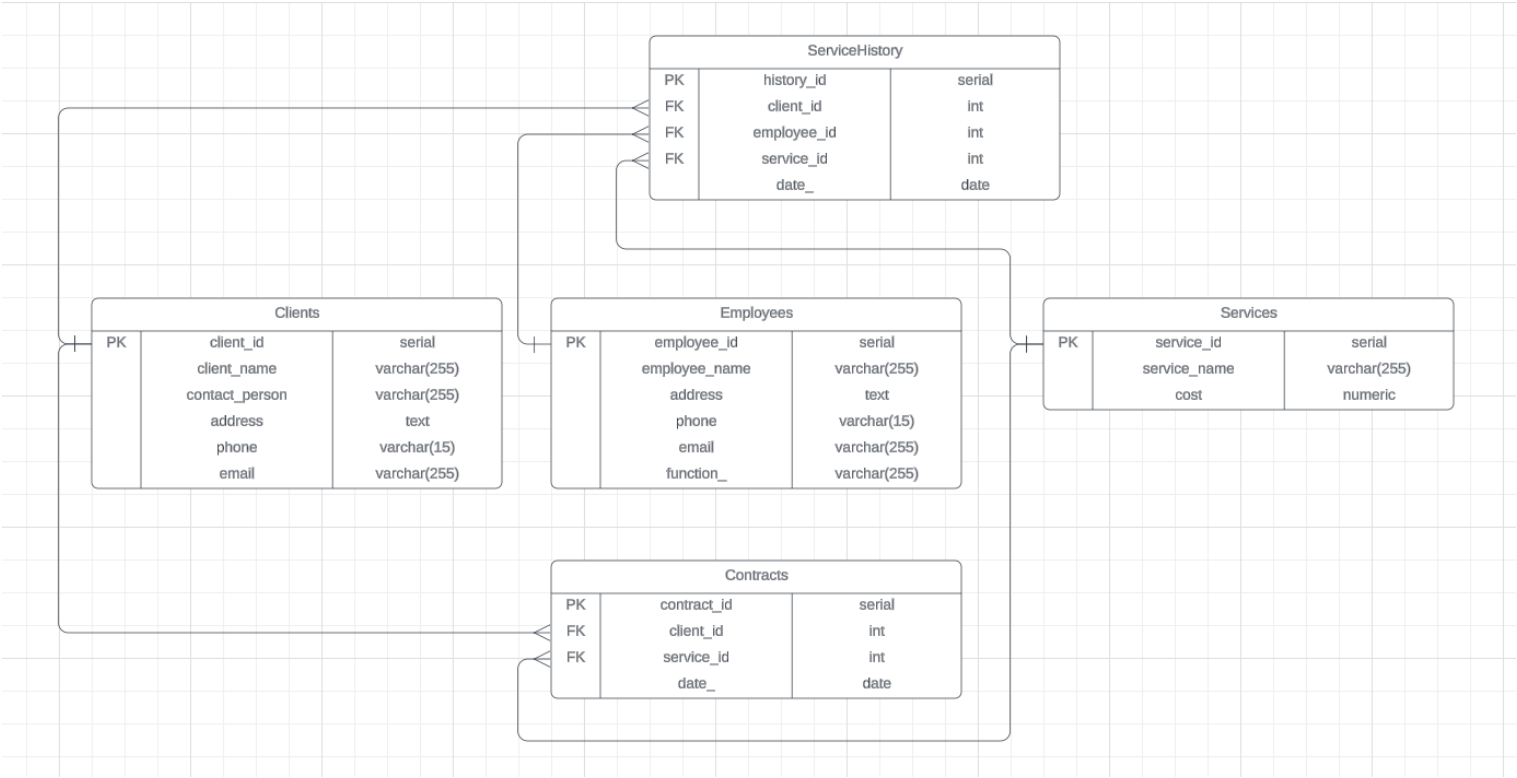 ServiceHistory
PK history_id serial
FK client_id int
FK employee_id int
FK service_id int
date_ date
Clients
PK client_id serial
client_name varchar(255)
contact_person varchar(255)
address text
phone varchar(15)
email varchar(255)
Employees
PK employee_id serial
employee_name varchar(255)
address text
phone varchar(15)
email varchar(255)
function_ varchar(255)
Services
PK service_id serial
service_name varchar(255)
cost numeric
Contracts
PK contract_id serial
FK client_id int
FK service_id int
date_ date